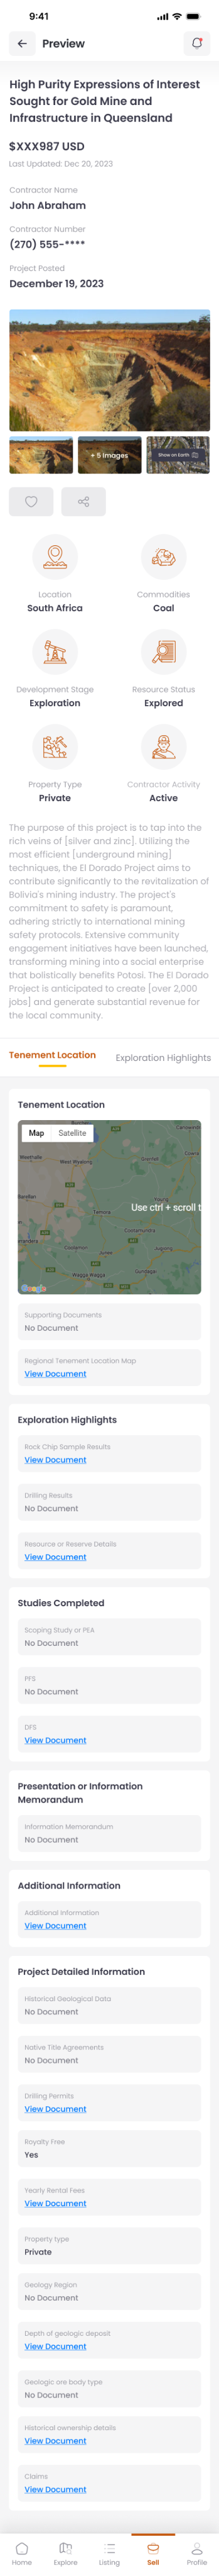 9:41
Preview
High Purity Expressions of Interest
Sought for Gold Mine and
Infrastructure in Queensland
$XXX987 USD
Last Updated: Dec 20, 2023
Contractor Name
John Abraham
Contractor Number
(270) 555-****
Project Posted
December 19, 2023
+ 5 Images
Show on Earth
Location
South Africa
Commodities
Coal
Development Stage
Exploration
Resource Status
Explored
Property Type
Private
Contractor Activity
Active
The purpose of this project is to tap into the
rich veins of [silver and zinc]. Utilizing the
most efficient [underground mining]
techniques, the El Dorado Project aims to
contribute significantly to the revitalization of
Bolivia's mining industry. The project's
commitment to safety is paramount,
adhering strictly to international mining
safety protocols. Extensive community
engagement initiatives have been launched,
transforming mining into a social enterprise
that bolistically benefits Potosi. The El Dorado
Project is anticipated to create [over 2,000
jobs] and generate substantial revenue for
the local community.
Tenement Location
Exploration Highlights
Tenement Location
Map
Satellite
Canowindra
Weethalle
West Wyalong
Grenfell
Cowra
Barellan
Young
Use ctrl + scroll t
Temora
Cootamundra
Coolamon
Junee
Gundagai
Wagga Wagga
Google
Supporting Documents
No Document
Regional Tenement Location Map
View Document
Exploration Highlights
Rock Chip Sample Results
View Document
Drilling Results
No Document
Resource or Reserve Details
View Document
Studies Completed
Scoping Study or PEA
No Document
PFS
No Document
DFS
View Document
Presentation or Information
Memorandum
Information Memorandum
No Document
Additional Information
Additional Information
View Document
Project Detailed Information
Historical Geological Data
No Document
Native Title Agreements
No Document
Drilling Permits
View Document
Royalty Free
Yes
Yearly Rental Fees
View Document
Property type
Private
Geology Region
No Document
Depth of geologic deposit
View Document
Geologic ore body type
No Document
Historical ownership details
View Document
Claims
View Document
Home
Explore
Listing
Sell
Profile